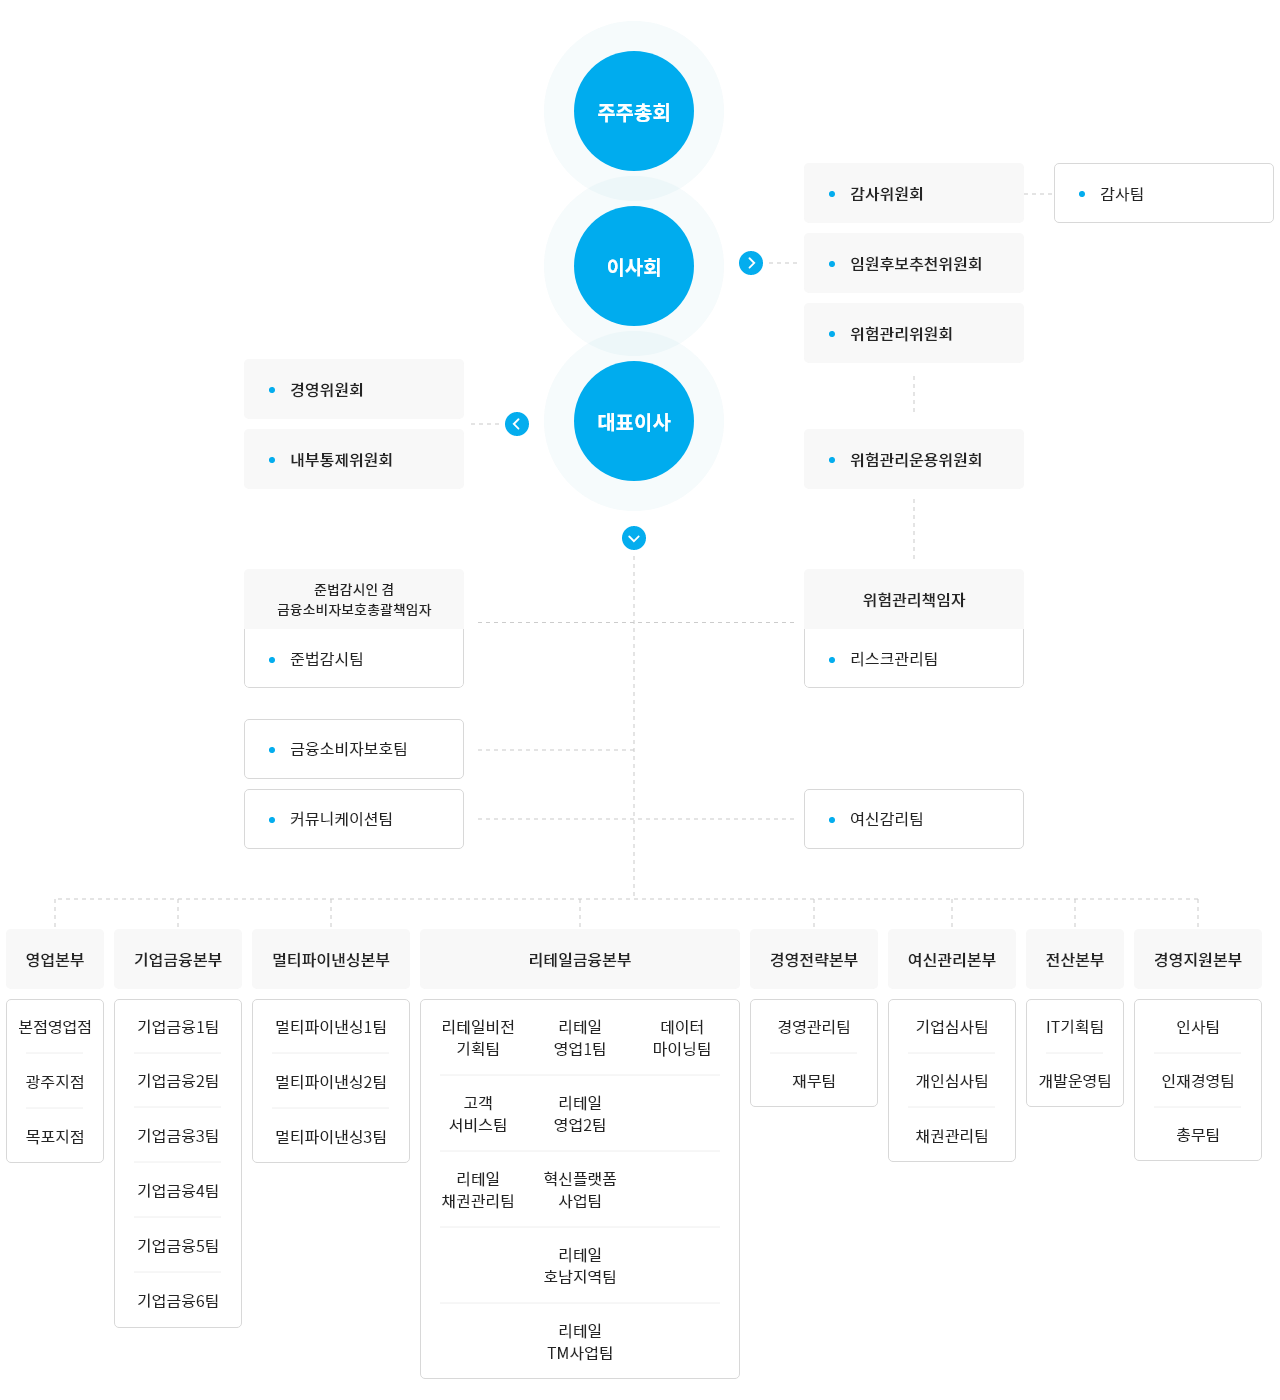 주주총회
이사회
대표이사
감사위원회
감사팀
임원후보추천위원회
위험관리위원회
경영위원회
내부통제위원회
위험관리운용위원회
준법감시인 겸
금융소비자보호총괄책임자
준법감시팀
위험관리책임자
리스크관리팀
금융소비자보호팀
커뮤니케이션팀
여신감리팀
영업본부
본점영업점
광주지점
목포지점
기업금융본부
기업금융1팀
기업금융2팀
기업금융3팀
기업금융4팀
기업금융5팀
기업금융6팀
멀티파이낸싱본부
멀티파이낸싱1팀
멀티파이낸싱2팀
멀티파이낸싱3팀
리테일금융본부
리테일비전
기획팀
고객
서비스팀
리테일
채권관리팀
리테일
영업1팀
리테일
영업2팀
혁신플랫폼
사업팀
리테일
호남지역팀
리테일
TM사업팀
데이터
마이닝팀
경영전략본부
경영관리팀
재무팀
여신관리본부
기업심사팀
개인심사팀
채권관리팀
전산본부
IT기획팀
개발운영팀
경영지원본부
인사팀
인재경영팀
총무팀